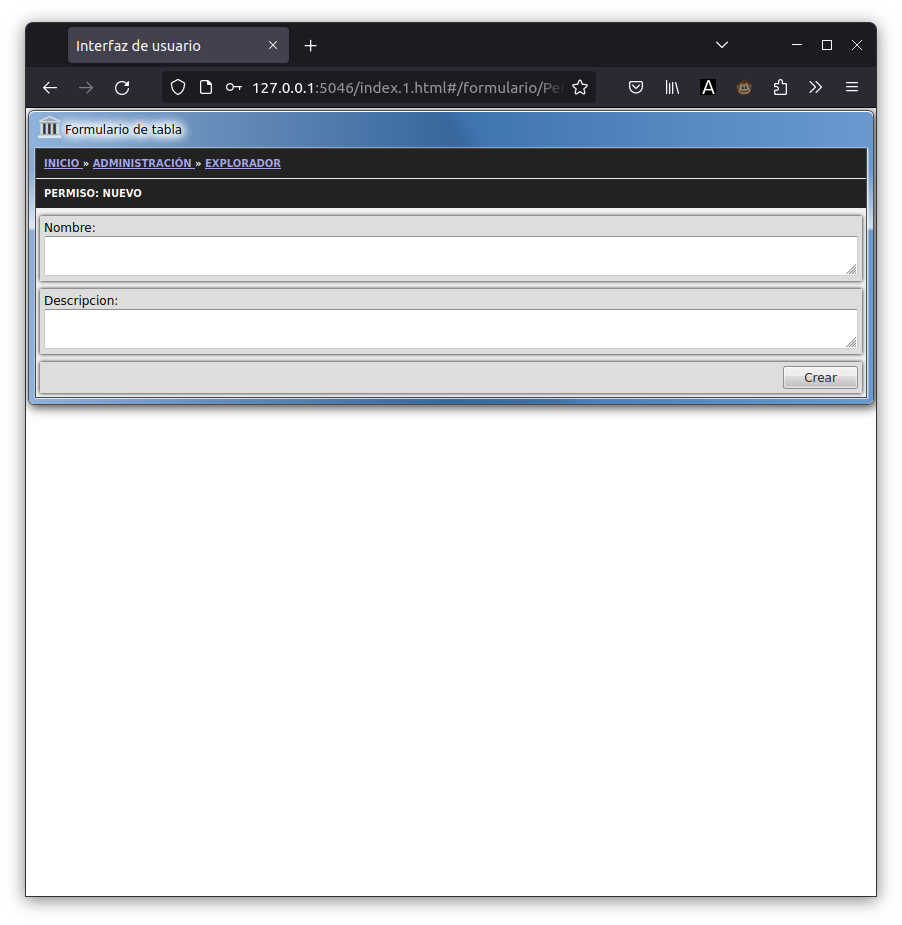 Interfaz de usuario
127.0.0.1:5046/index.1.html#/formulario/Pe
A
Formulario de tabla
INICIO » ADMINISTRACIÓN » EXPLORADOR
PERMISO: NUEVO
Nombre:
Descripcion:
Crear